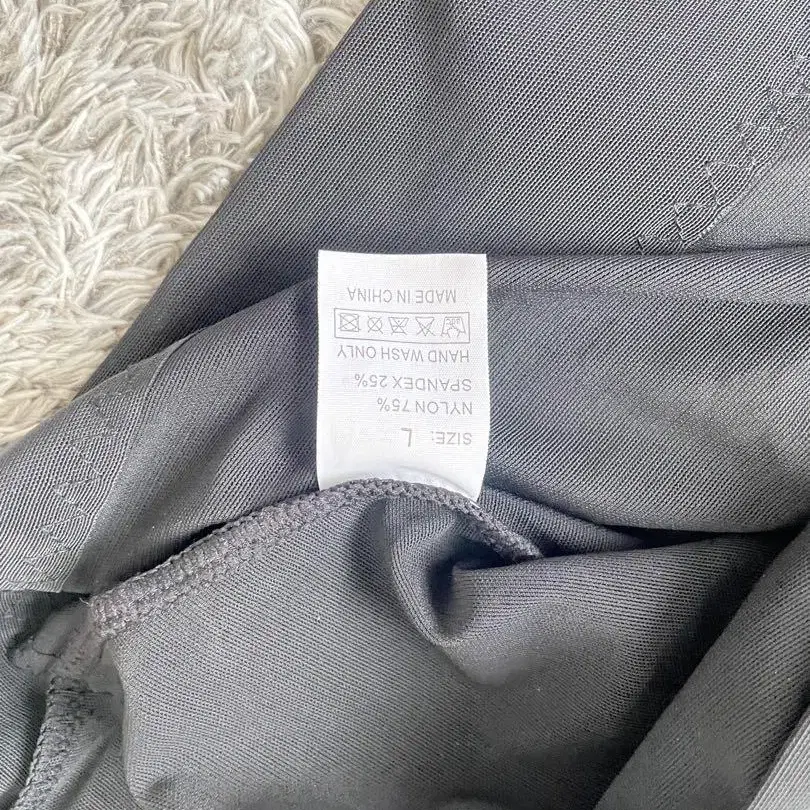 SIZE: L
NYLON 75%
SPANDEX 25%
HAND WASH ONLY
MADE IN CHINA